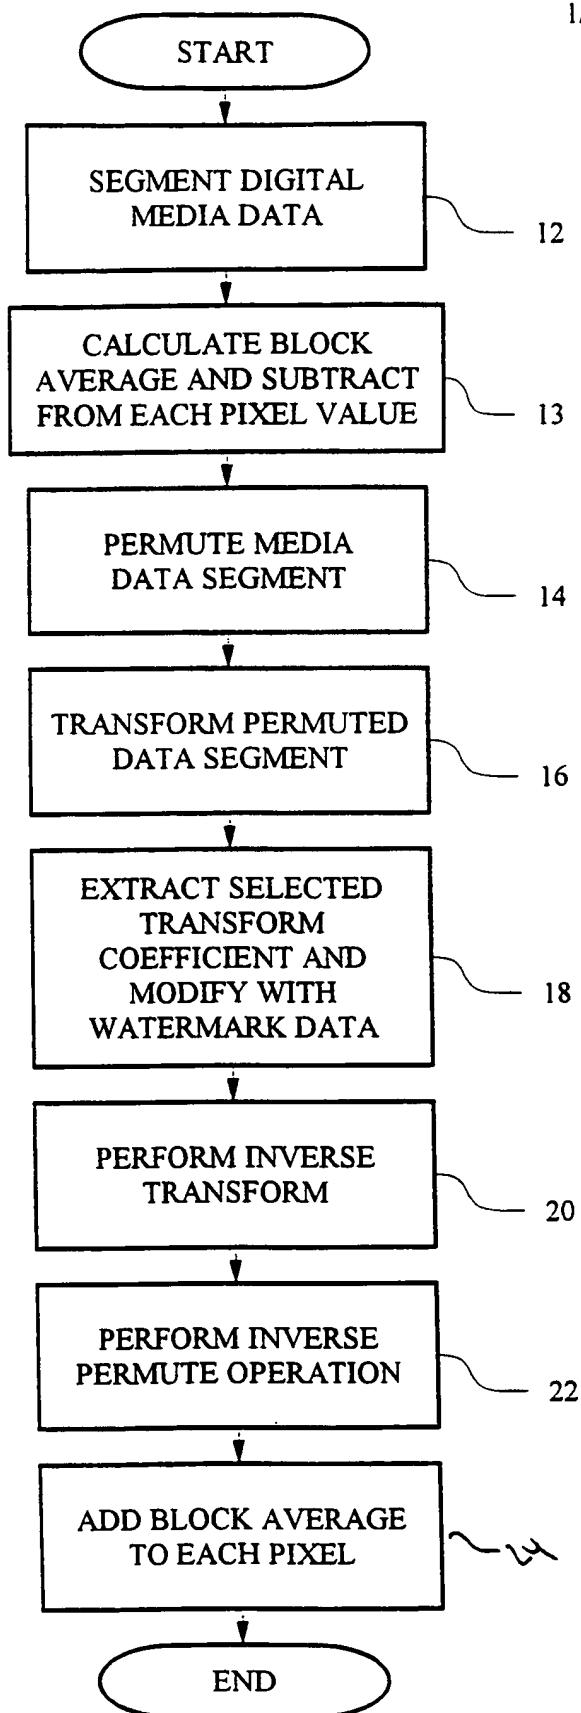 START
SEGMENT DIGITAL
MEDIA DATA
12
CALCULATE BLOCK
AVERAGE AND SUBTRACT
FROM EACH PIXEL VALUE
13
PERMUTE MEDIA
DATA SEGMENT
14
TRANSFORM PERMUTED
DATA SEGMENT
16
EXTRACT SELECTED
TRANSFORM
COEFFICIENT AND
MODIFY WITH
WATERMARK DATA
18
PERFORM INVERSE
TRANSFORM
20
PERFORM INVERSE
PERMUTE OPERATION
22
ADD BLOCK AVERAGE
TO EACH PIXEL
24
END